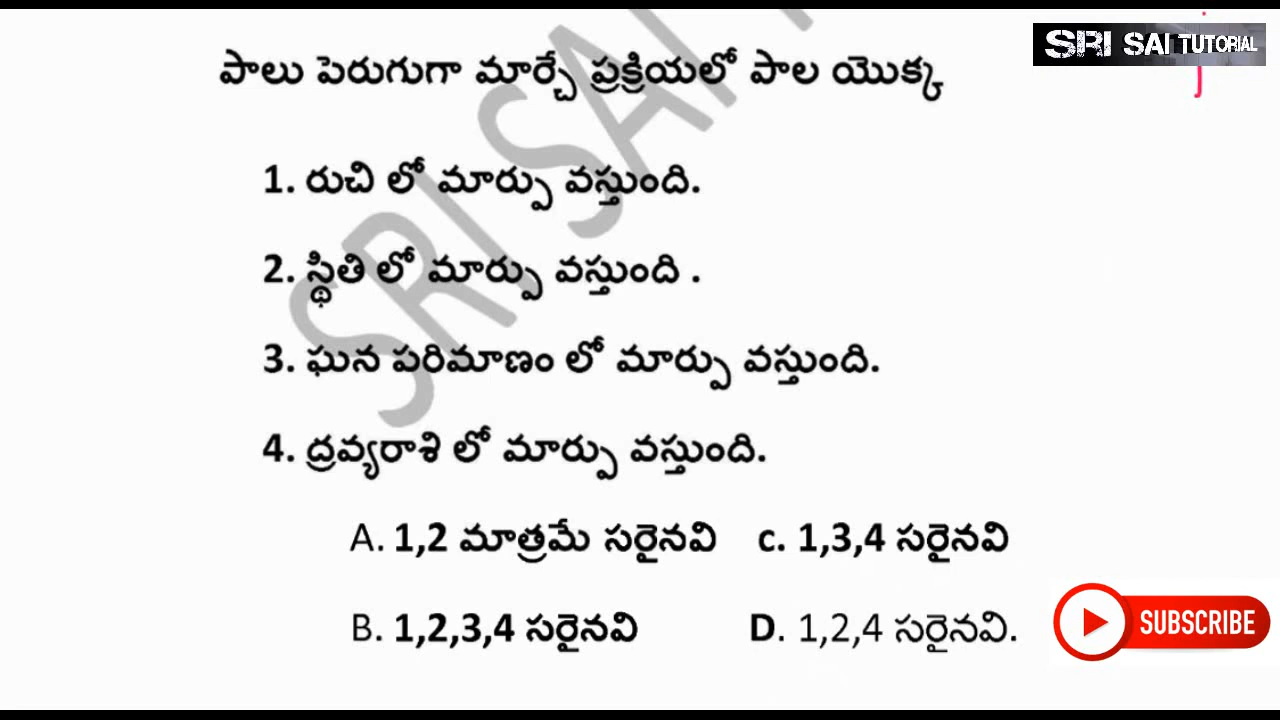 SRI SAI TUTORIAL
పాలు పెరుగుగా మార్చే ప్రక్రియలో పాల యొక్క
1. రుచి లో మార్పు వస్తుంది.
2. స్థితి లో మార్పు వస్తుంది .
3. ఘన పరిమాణం లో మార్పు వస్తుంది.
4. ద్రవ్యరాశి లో మార్పు వస్తుంది.
A. 1,2 మాత్రమే సరైనవి c. 1,3,4 సరైనవి
B. 1,2,3,4 సరైనవి D. 1,2,4 సరైనవి.
SUBSCRIBE
SRI SAI